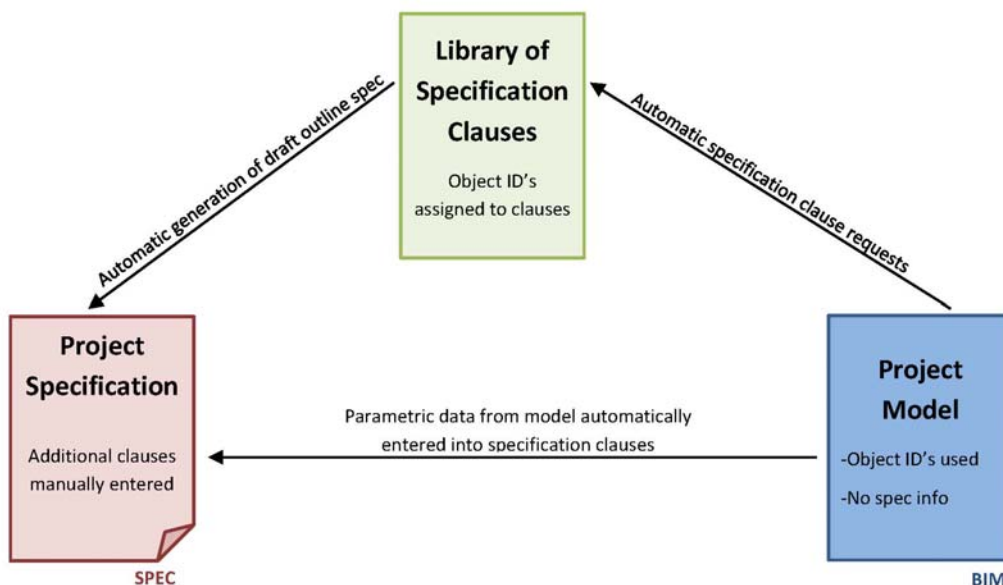 Library of
Specification
Clauses
Object ID's
assigned to clauses
Automatic generation of draft outline spec
Automatic specification clause requests
Project
Specification
Additional clauses
manually entered
SPEC
Parametric data from model automatically
entered into specification clauses
Project
Model
-Object ID's used
-No spec info
BIM